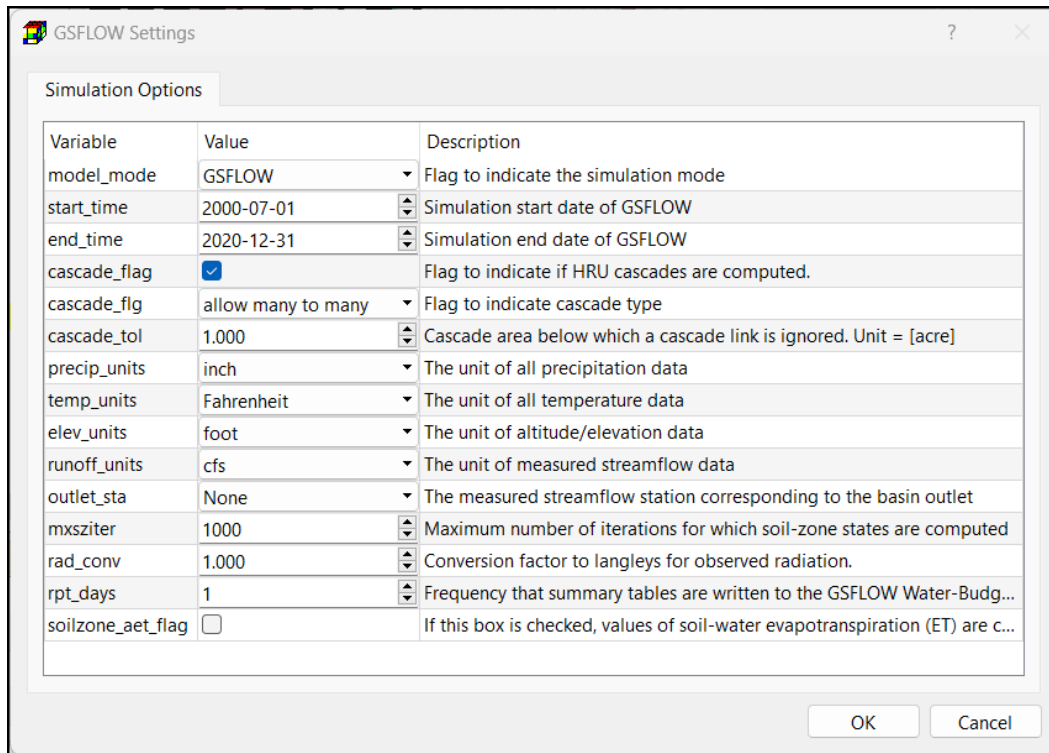 GSFLOW Settings ?
Simulation Options
Variable Value Description
model_mode GSFLOW Flag to indicate the simulation mode
start_time 2000-07-01 Simulation start date of GSFLOW
end_time 2020-12-31 Simulation end date of GSFLOW
cascade_flag Flag to indicate if HRU cascades are computed.
cascade_flg allow many to many Flag to indicate cascade type
cascade_tol 1.000 Cascade area below which a cascade link is ignored. Unit = [acre]
precip_units inch The unit of all precipitation data
temp_units Fahrenheit The unit of all temperature data
elev_units foot The unit of altitude/elevation data
runoff_units cfs The unit of measured streamflow data
outlet_sta None The measured streamflow station corresponding to the basin outlet
mxsziter 1000 Maximum number of iterations for which soil-zone states are computed
rad_conv 1.000 Conversion factor to langleys for observed radiation.
rpt_days 1 Frequency that summary tables are written to the GSFLOW Water-Budg...
soilzone_aet_flag If this box is checked, values of soil-water evapotranspiration (ET) are c...
OK Cancel